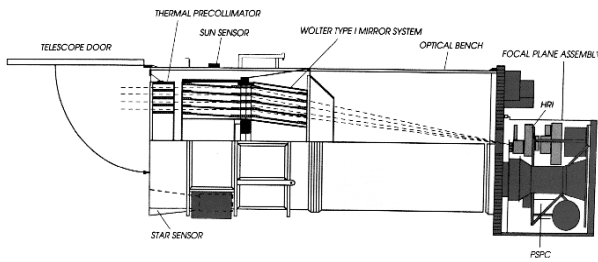 THERMAL PRECOLLIMATOR
SUN SENSOR
TELESCOPE DOOR
WOLTER TYPE I MIRROR SYSTEM
OPTICAL BENCH
FOCAL PLANE ASSEMBLY
HRI
STAR SENSOR
PSPC